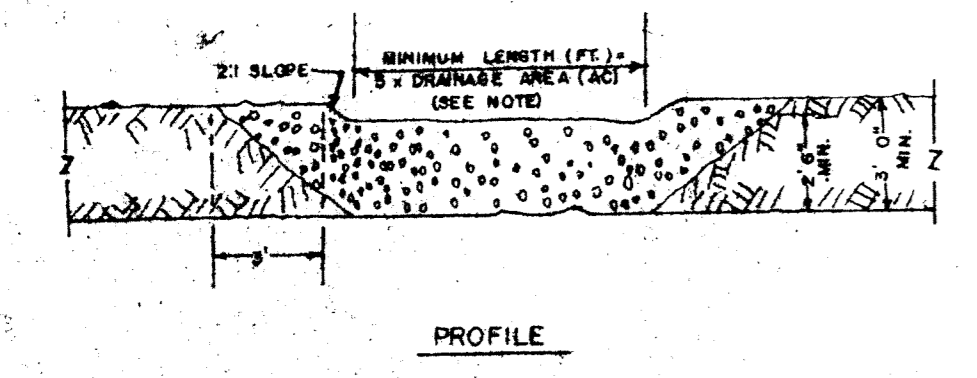 MINIMUM LENGTH (FT.) =
5 x DRAINAGE AREA (AC)
(SEE NOTE)
2:1 SLOPE
2' 6"
MIN.
3' 0"
MIN.
3'
PROFILE